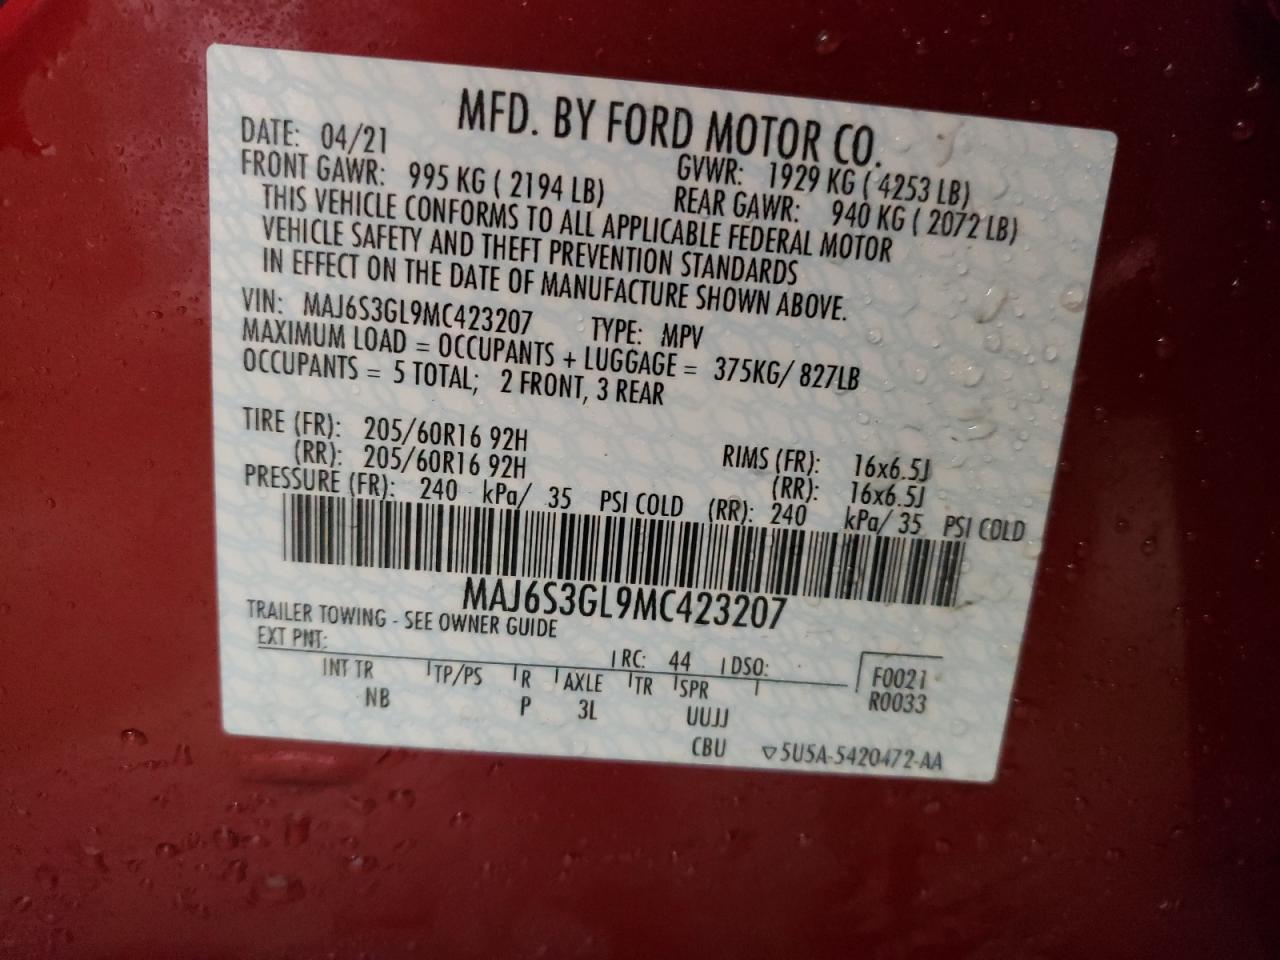 MFD. BY FORD MOTOR CO.
DATE: 04/21 GVWR: 1929 KG ( 4253 LB)
FRONT GAWR: 995 KG ( 2194 LB) REAR GAWR: 940 KG ( 2072 LB)
THIS VEHICLE CONFORMS TO ALL APPLICABLE FEDERAL MOTOR
VEHICLE SAFETY AND THEFT PREVENTION STANDARDS
IN EFFECT ON THE DATE OF MANUFACTURE SHOWN ABOVE.
VIN: MAJ6S3GL9MC423207 TYPE: MPV
MAXIMUM LOAD = OCCUPANTS + LUGGAGE = 375KG/ 827LB
OCCUPANTS = 5 TOTAL; 2 FRONT, 3 REAR
TIRE (FR): 205/60R16 92H RIMS (FR): 16x6.5J
(RR): 205/60R16 92H (RR): 16x6.5J
PRESSURE (FR): 240 kPa/ 35 PSI COLD (RR): 240 kPa/ 35 PSI COLD
MAJ6S3GL9MC423207
TRAILER TOWING - SEE OWNER GUIDE
EXT PNT: RC: 44 DSO: F0021
INT TR TP/PS R AXLE TR SPR R0033
NB P 3L UUJJ
CBU 5U5A-5420472-AA